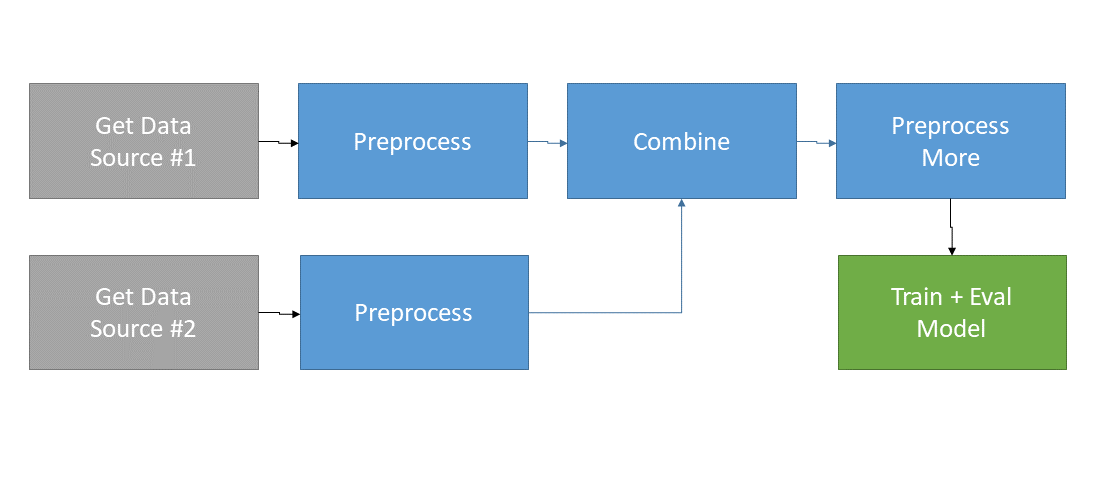 Get Data
Source #1
Preprocess
Combine
Preprocess
More
Get Data
Source #2
Preprocess
Train + Eval
Model